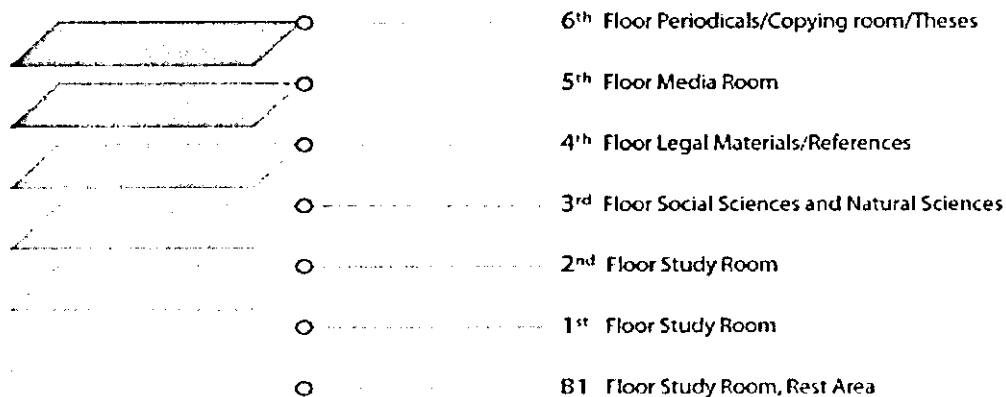 6th Floor Periodicals/Copying room/Theses
5th Floor Media Room
4th Floor Legal Materials/References
3rd Floor Social Sciences and Natural Sciences
2nd Floor Study Room
1st Floor Study Room
B1 Floor Study Room, Rest Area